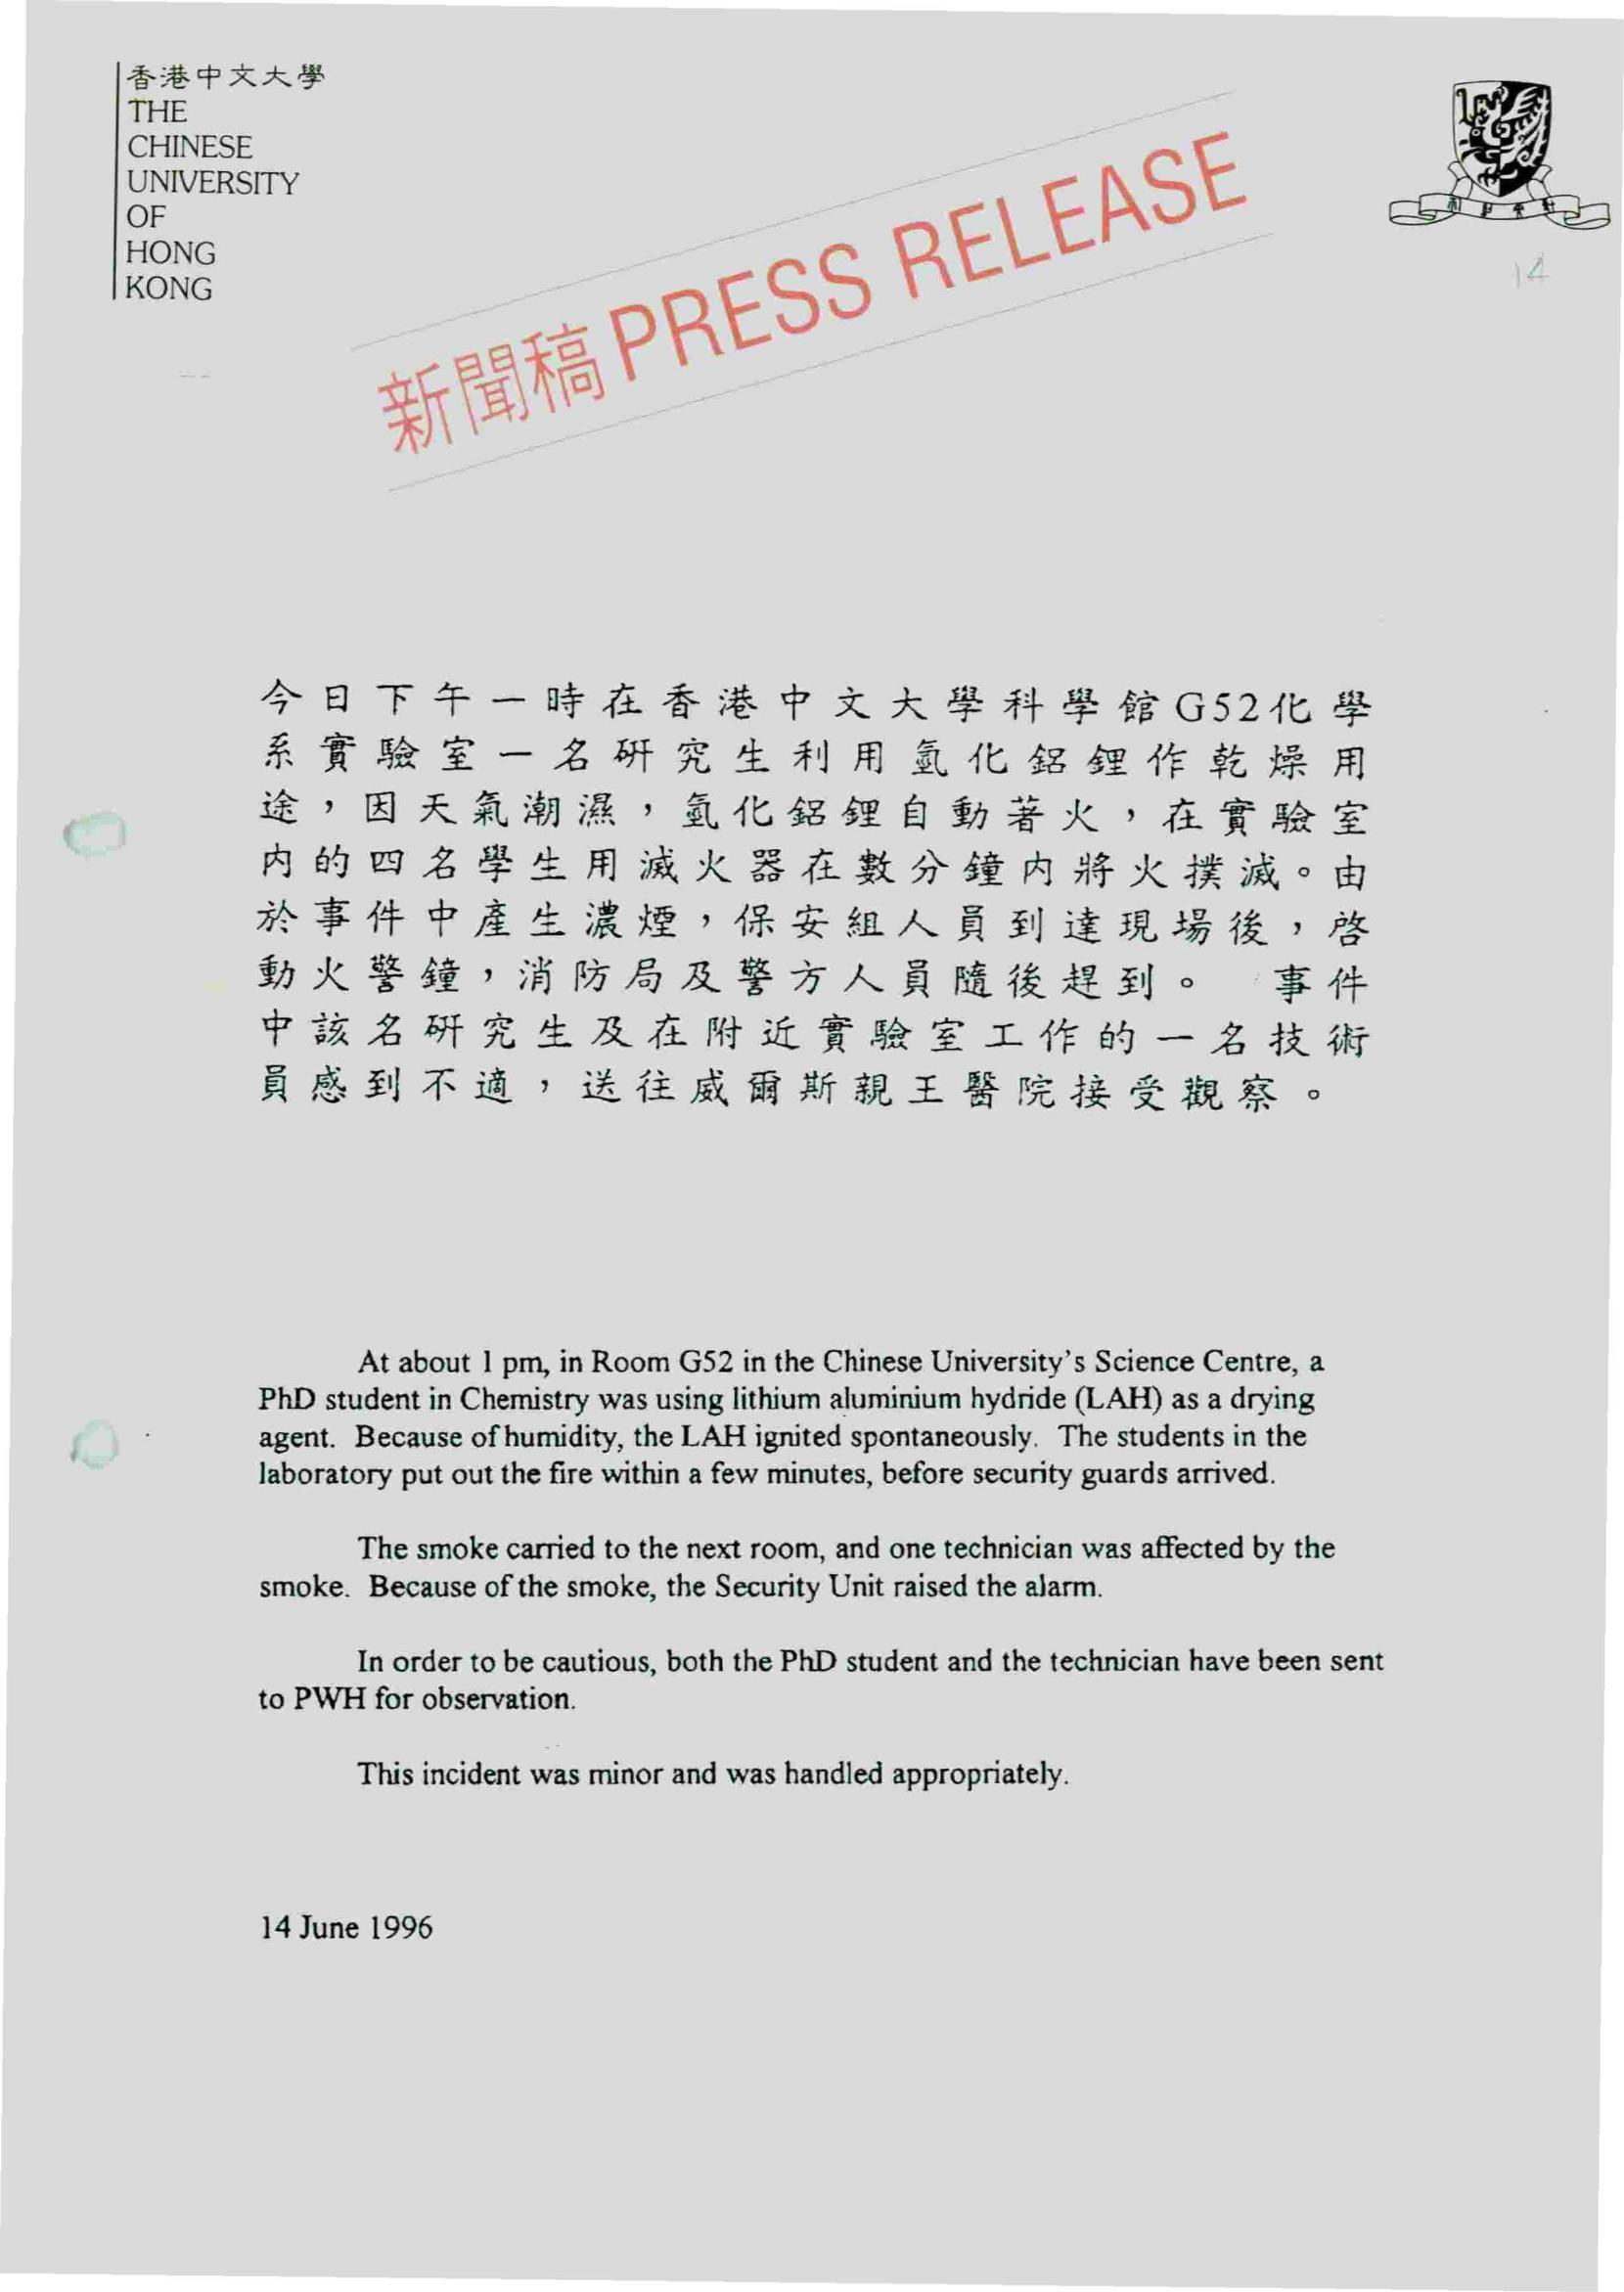 香港中文大學
THE
CHINESE
UNIVERSITY
OF
HONG
KONG
新聞稿 PRESS RELEASE
14
今日下午一時在香港中文大學科學館G52化學
系實驗室一名研究生利用氫化鋁鋰作乾燥用
途，因天氣潮濕，氫化鋁鋰自動著火，在實驗室
內的四名學生用滅火器在數分鐘內將火撲滅。由
於事件中產生濃煙，保安組人員到達現場後，啓
動火警鐘，消防局及警方人員隨後趕到。 事件
中該名研究生及在附近實驗室工作的一名技術
員感到不適，送往威爾斯親王醫院接受觀察。
At about 1 pm, in Room G52 in the Chinese University's Science Centre, a
PhD student in Chemistry was using lithium aluminium hydride (LAH) as a drying
agent. Because of humidity, the LAH ignited spontaneously. The students in the
laboratory put out the fire within a few minutes, before security guards arrived.
The smoke carried to the next room, and one technician was affected by the
smoke. Because of the smoke, the Security Unit raised the alarm.
In order to be cautious, both the PhD student and the technician have been sent
to PWH for observation.
This incident was minor and was handled appropriately.
14 June 1996